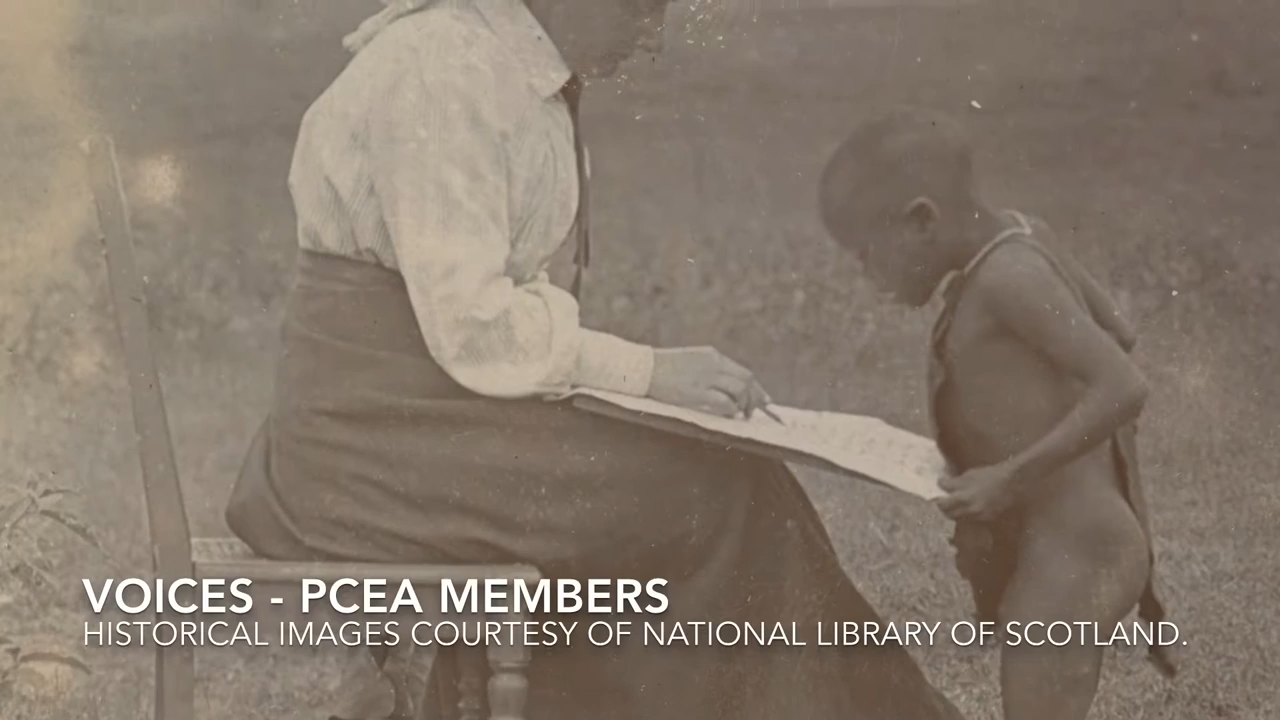 VOICES - PCEA MEMBERS
HISTORICAL IMAGES COURTESY OF NATIONAL LIBRARY OF SCOTLAND.